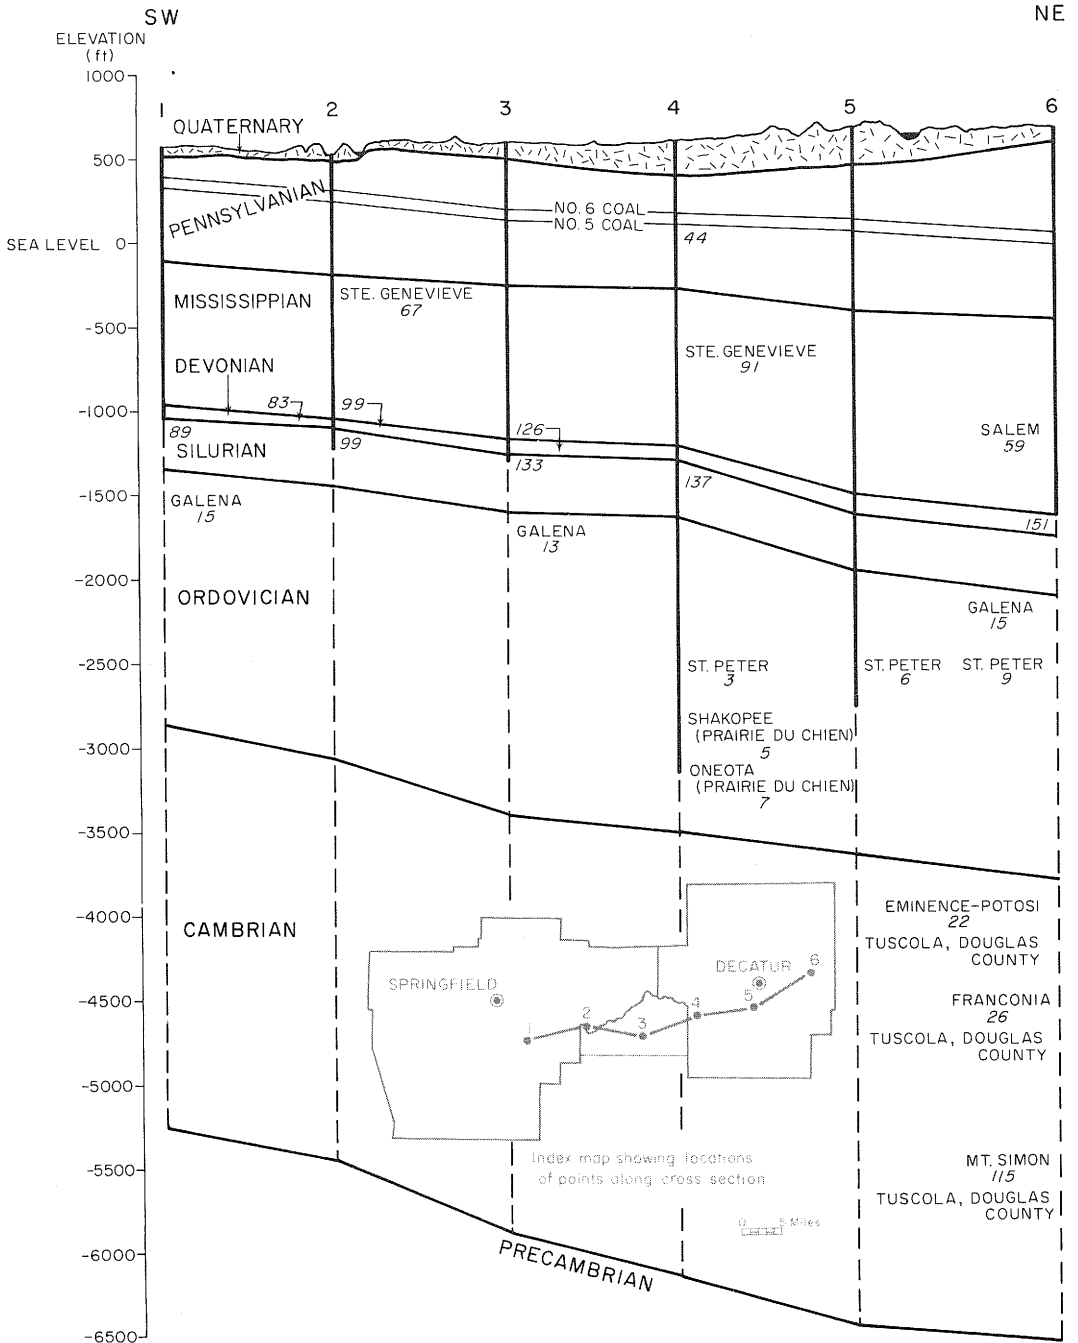 SW
NE
ELEVATION
(ft)
1000
1
2
3
4
5
6
QUATERNARY
500
PENNSYLVANIAN
NO. 6 COAL
NO. 5 COAL
44
SEA LEVEL 0
MISSISSIPPIAN
STE. GENEVIEVE
67
-500
STE. GENEVIEVE
91
DEVONIAN
83
99
-1000
126
SALEM
59
89
99
SILURIAN
133
137
-1500
GALENA
15
GALENA
13
151
-2000
ORDOVICIAN
GALENA
15
-2500
ST. PETER
3
ST. PETER
6
ST. PETER
9
SHAKOPEE
(PRAIRIE DU CHIEN)
5
-3000
ONEOTA
(PRAIRIE DU CHIEN)
7
-3500
-4000
CAMBRIAN
EMINENCE-POTOSI
22
TUSCOLA, DOUGLAS
COUNTY
SPRINGFIELD
DECATUR
1
2
3
4
5
6
-4500
FRANCONIA
26
TUSCOLA, DOUGLAS
COUNTY
-5000
Index map showing locations
of points along cross section
-5500
MT. SIMON
115
TUSCOLA, DOUGLAS
COUNTY
0 5 Miles
-6000
PRECAMBRIAN
-6500